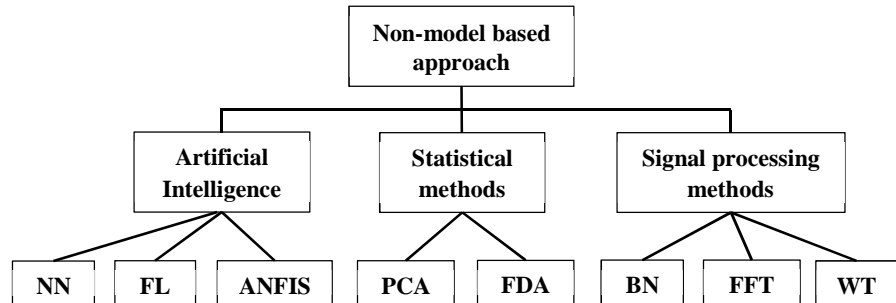 Non-model based
approach
Artificial
Intelligence
Statistical
methods
Signal processing
methods
NN
FL
ANFIS
PCA
FDA
BN
FFT
WT